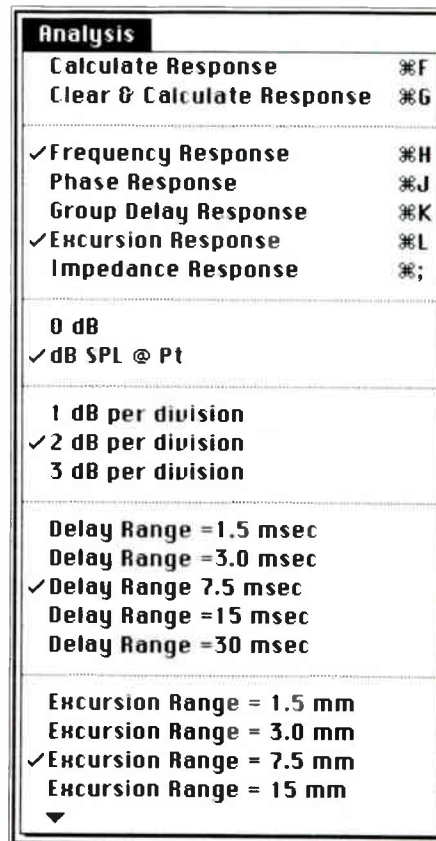 Analysis
Calculate Response ⌘F
Clear & Calculate Response ⌘G
✓Frequency Response ⌘H
Phase Response ⌘J
Group Delay Response ⌘K
✓Excursion Response ⌘L
Impedance Response ⌘;
0 dB
✓dB SPL @ Pt
1 dB per division
✓2 dB per division
3 dB per division
Delay Range =1.5 msec
Delay Range =3.0 msec
✓Delay Range 7.5 msec
Delay Range =15 msec
Delay Range =30 msec
Excursion Range = 1.5 mm
Excursion Range = 3.0 mm
✓Excursion Range = 7.5 mm
Excursion Range = 15 mm